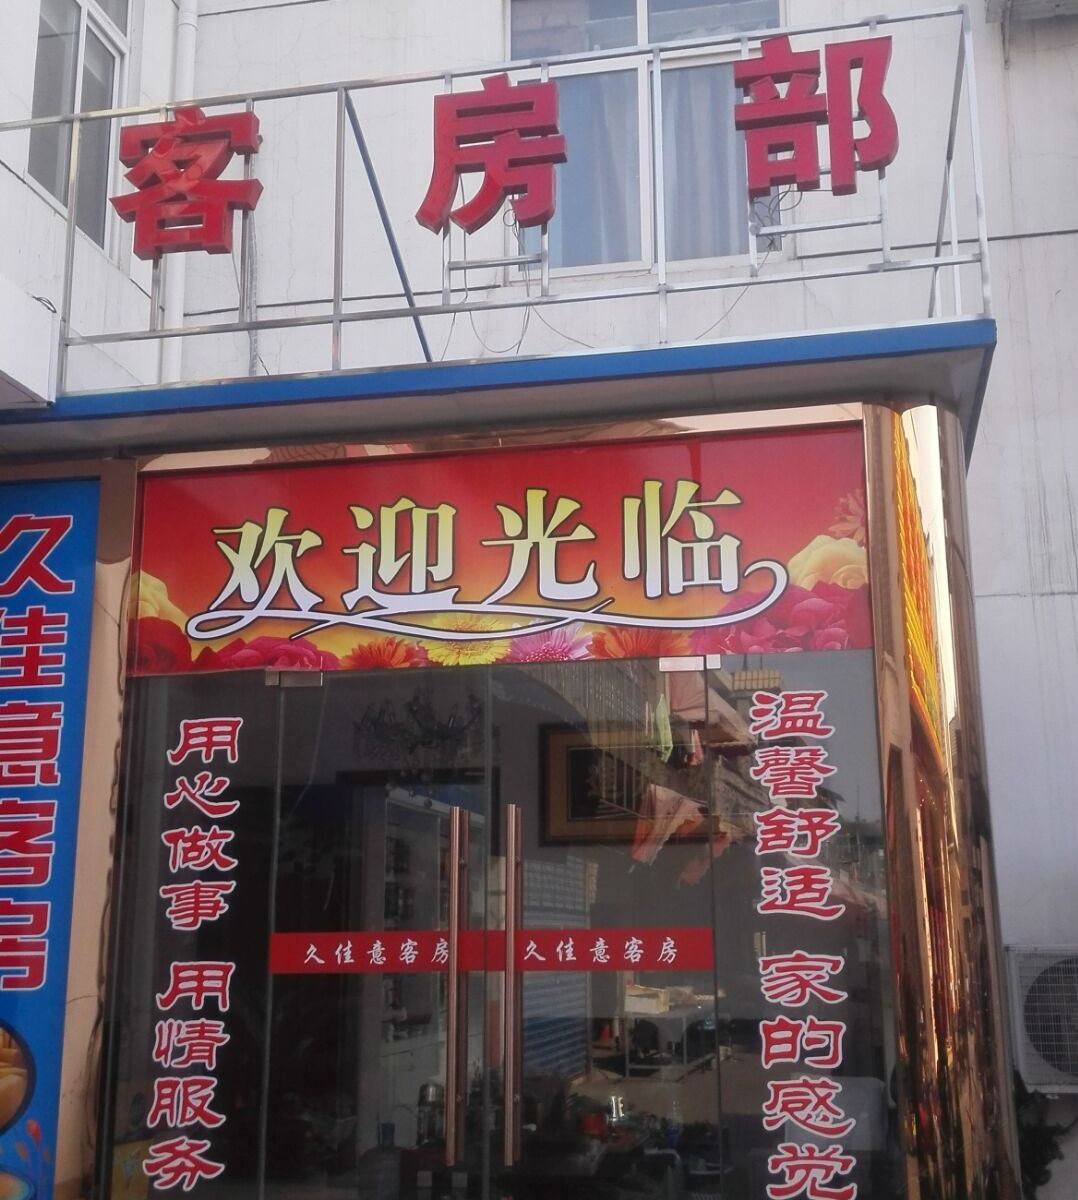 客房部
欢迎光临
久佳意客房
用心做事 用情服务
温馨舒适 家的感觉
久佳意客房
久佳意客房